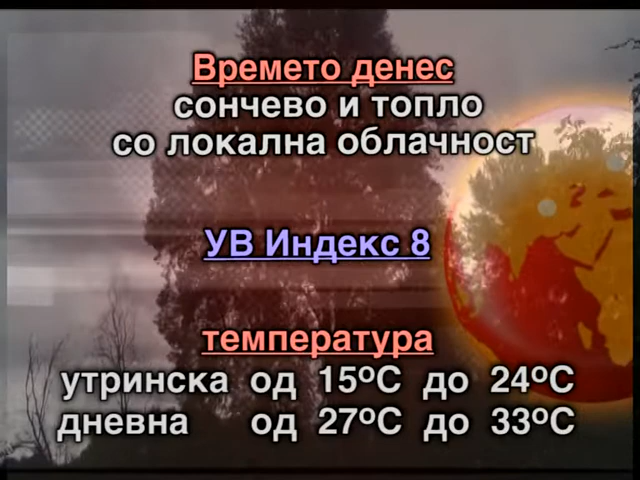 Времето денес
сончево и топло
со локална облачност
УВ Индекс 8
температура
утринска од 15ºC до 24ºC
дневна од 27ºC до 33ºC